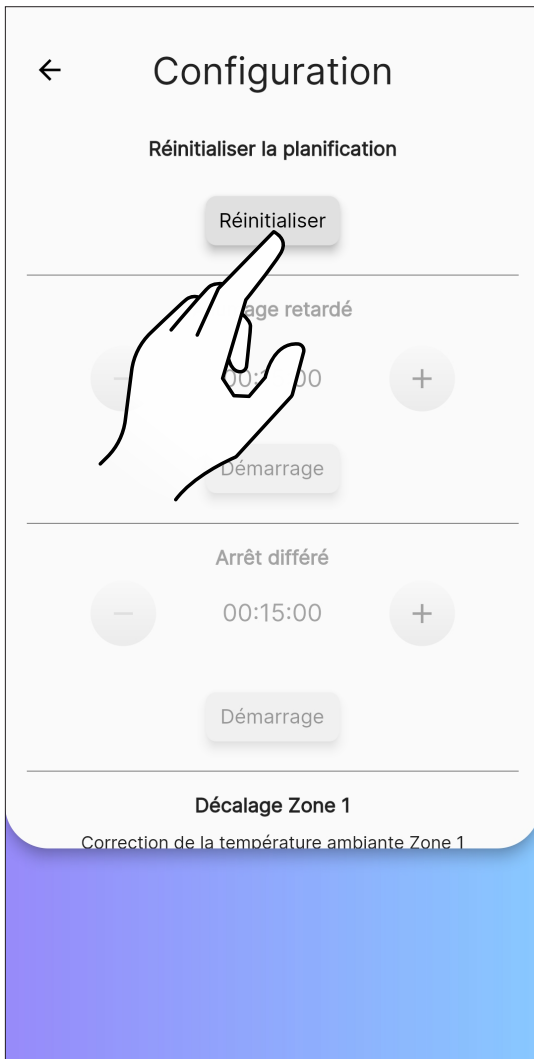 Configuration
Réinitialiser la planification
Réinitialiser
age retardé
+
Démarrage
Arrêt différé
− 00:15:00 +
Démarrage
Décalage Zone 1
Correction de la température ambiante Zone 1